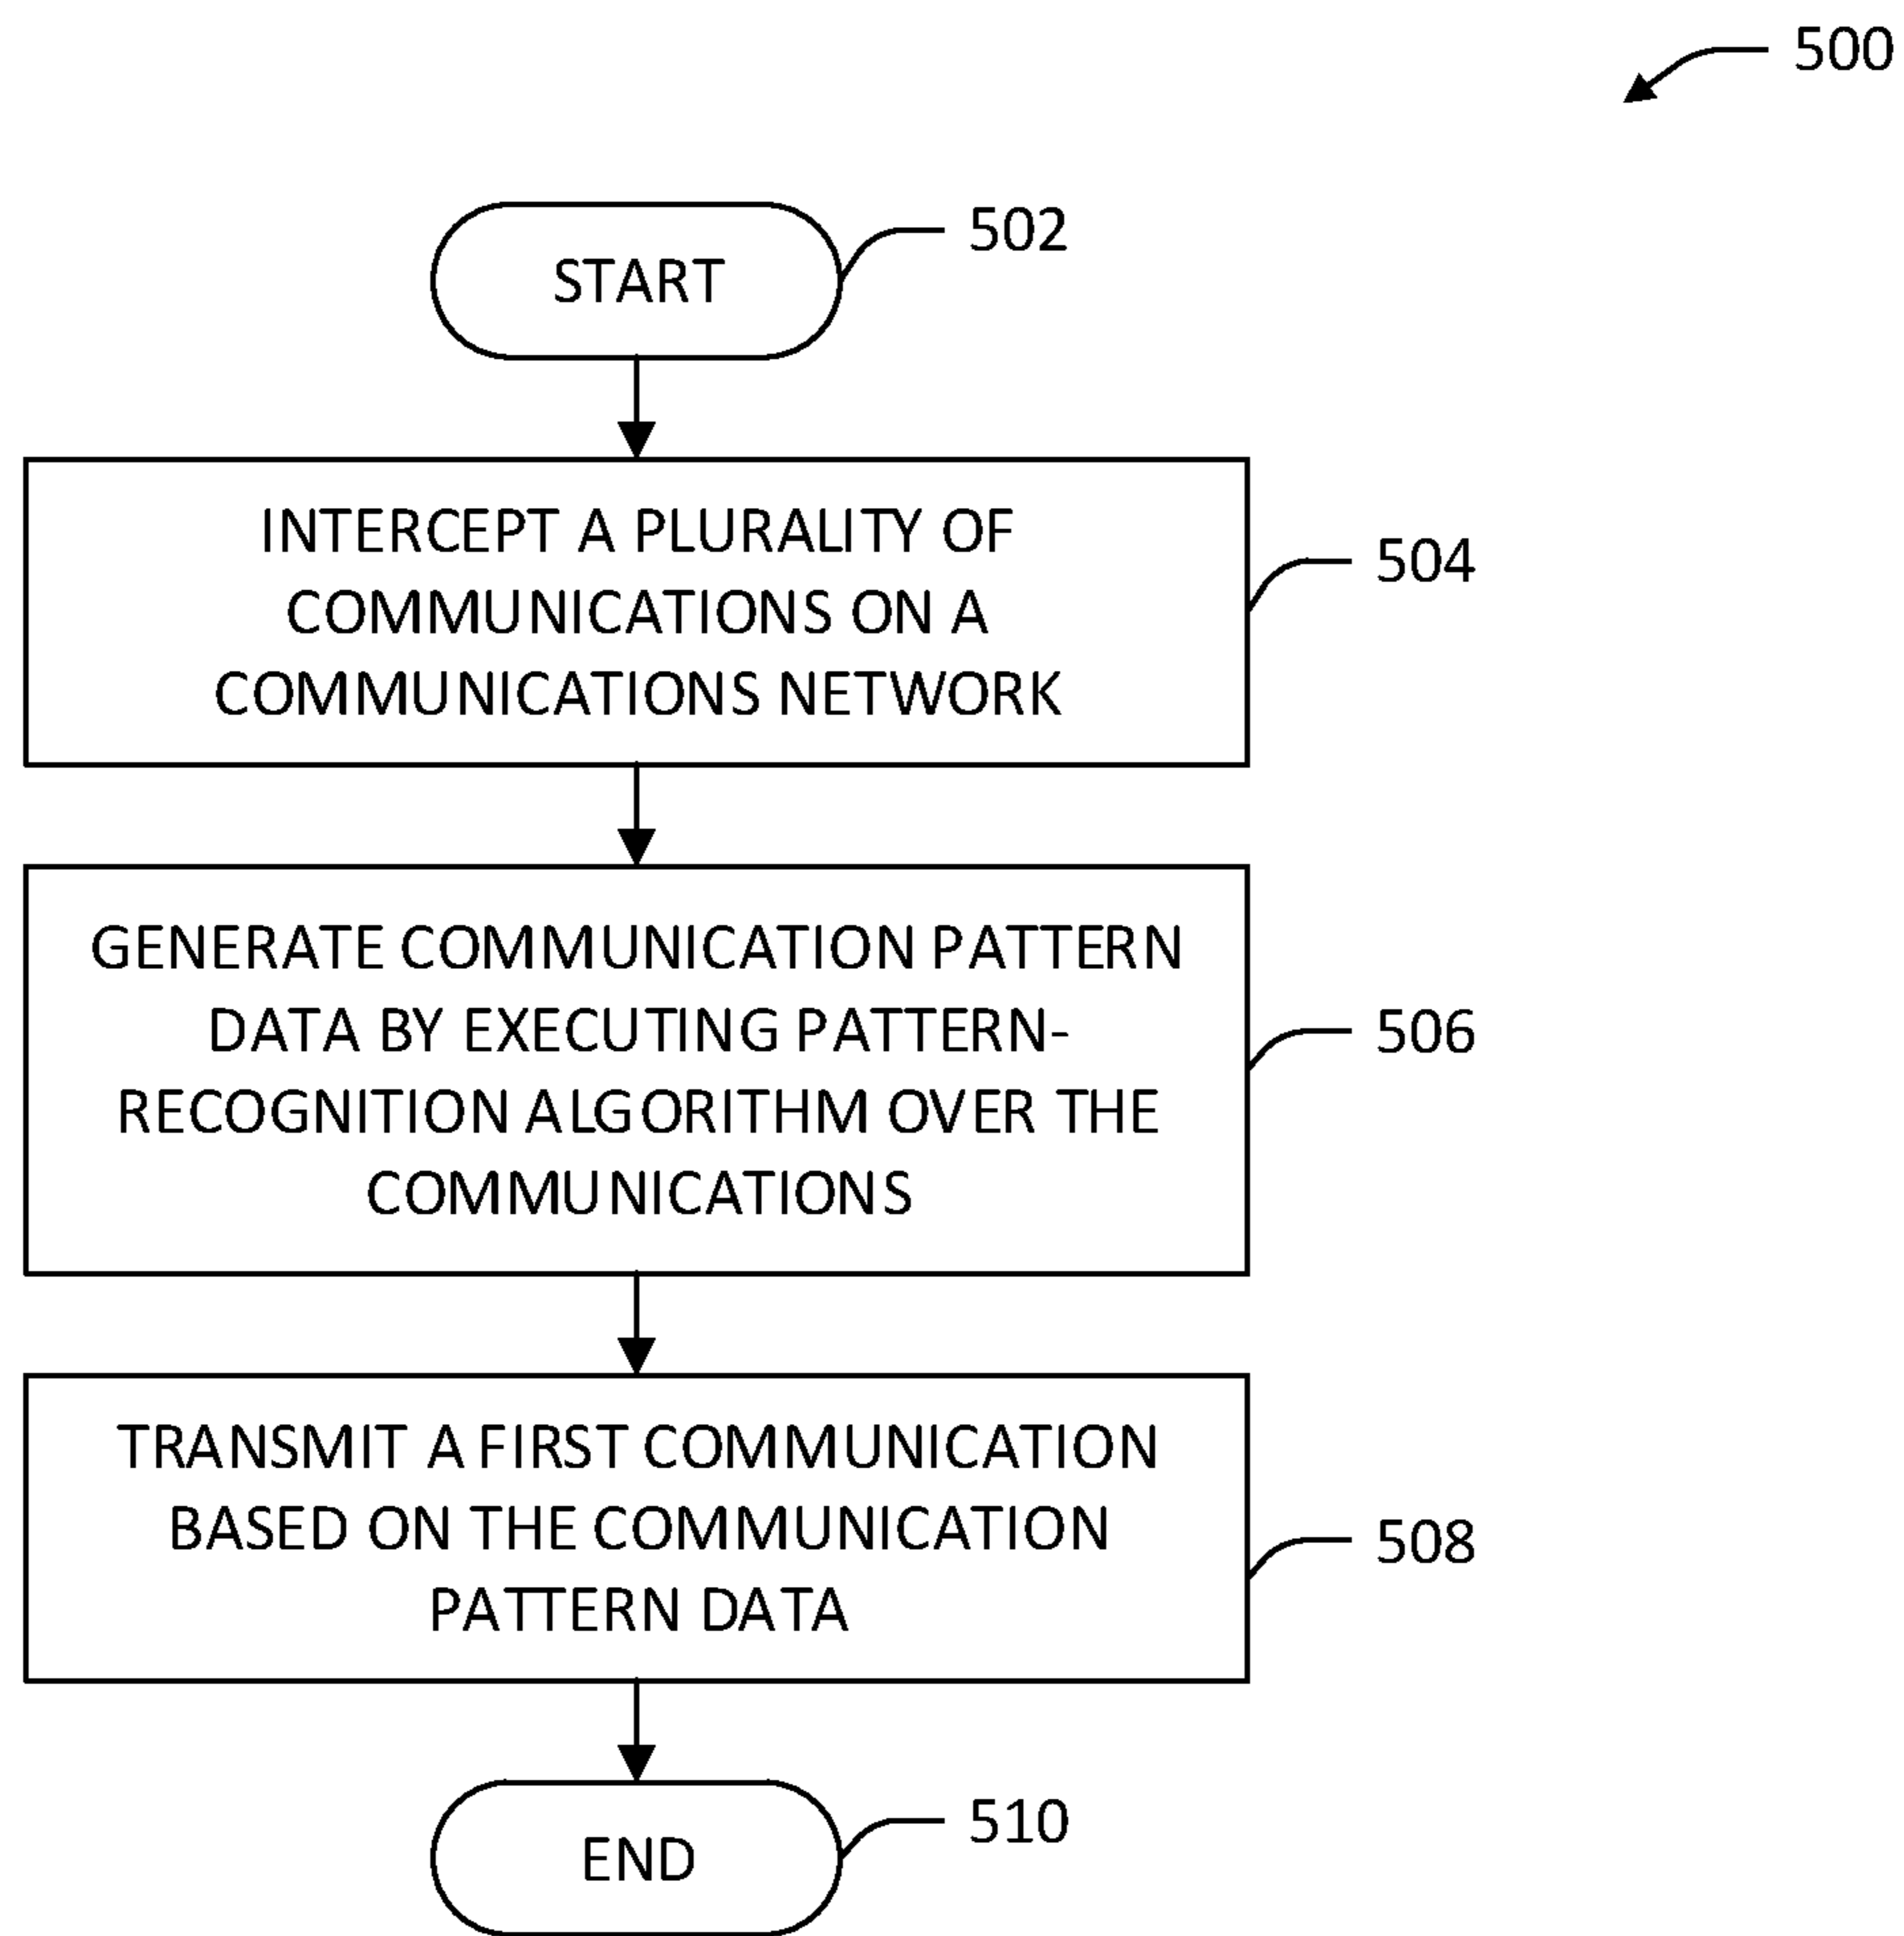 500
START
502
INTERCEPT A PLURALITY OF
COMMUNICATIONS ON A
COMMUNICATIONS NETWORK
504
GENERATE COMMUNICATION PATTERN
DATA BY EXECUTING PATTERN-
RECOGNITION ALGORITHM OVER THE
COMMUNICATIONS
506
TRANSMIT A FIRST COMMUNICATION
BASED ON THE COMMUNICATION
PATTERN DATA
508
END
510